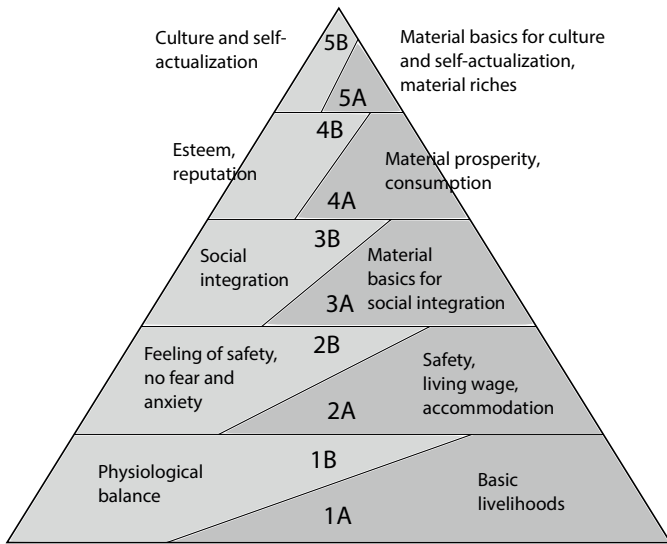 Culture and self-
actualization
5B
Material basics for culture
and self-actualization,
material riches
5A
4B
Esteem,
reputation
Material prosperity,
consumption
4A
3B
Social
integration
Material
basics for
social integration
3A
2B
Feeling of safety,
no fear and
anxiety
Safety,
living wage,
accommodation
2A
1B
Physiological
balance
Basic
livelihoods
1A